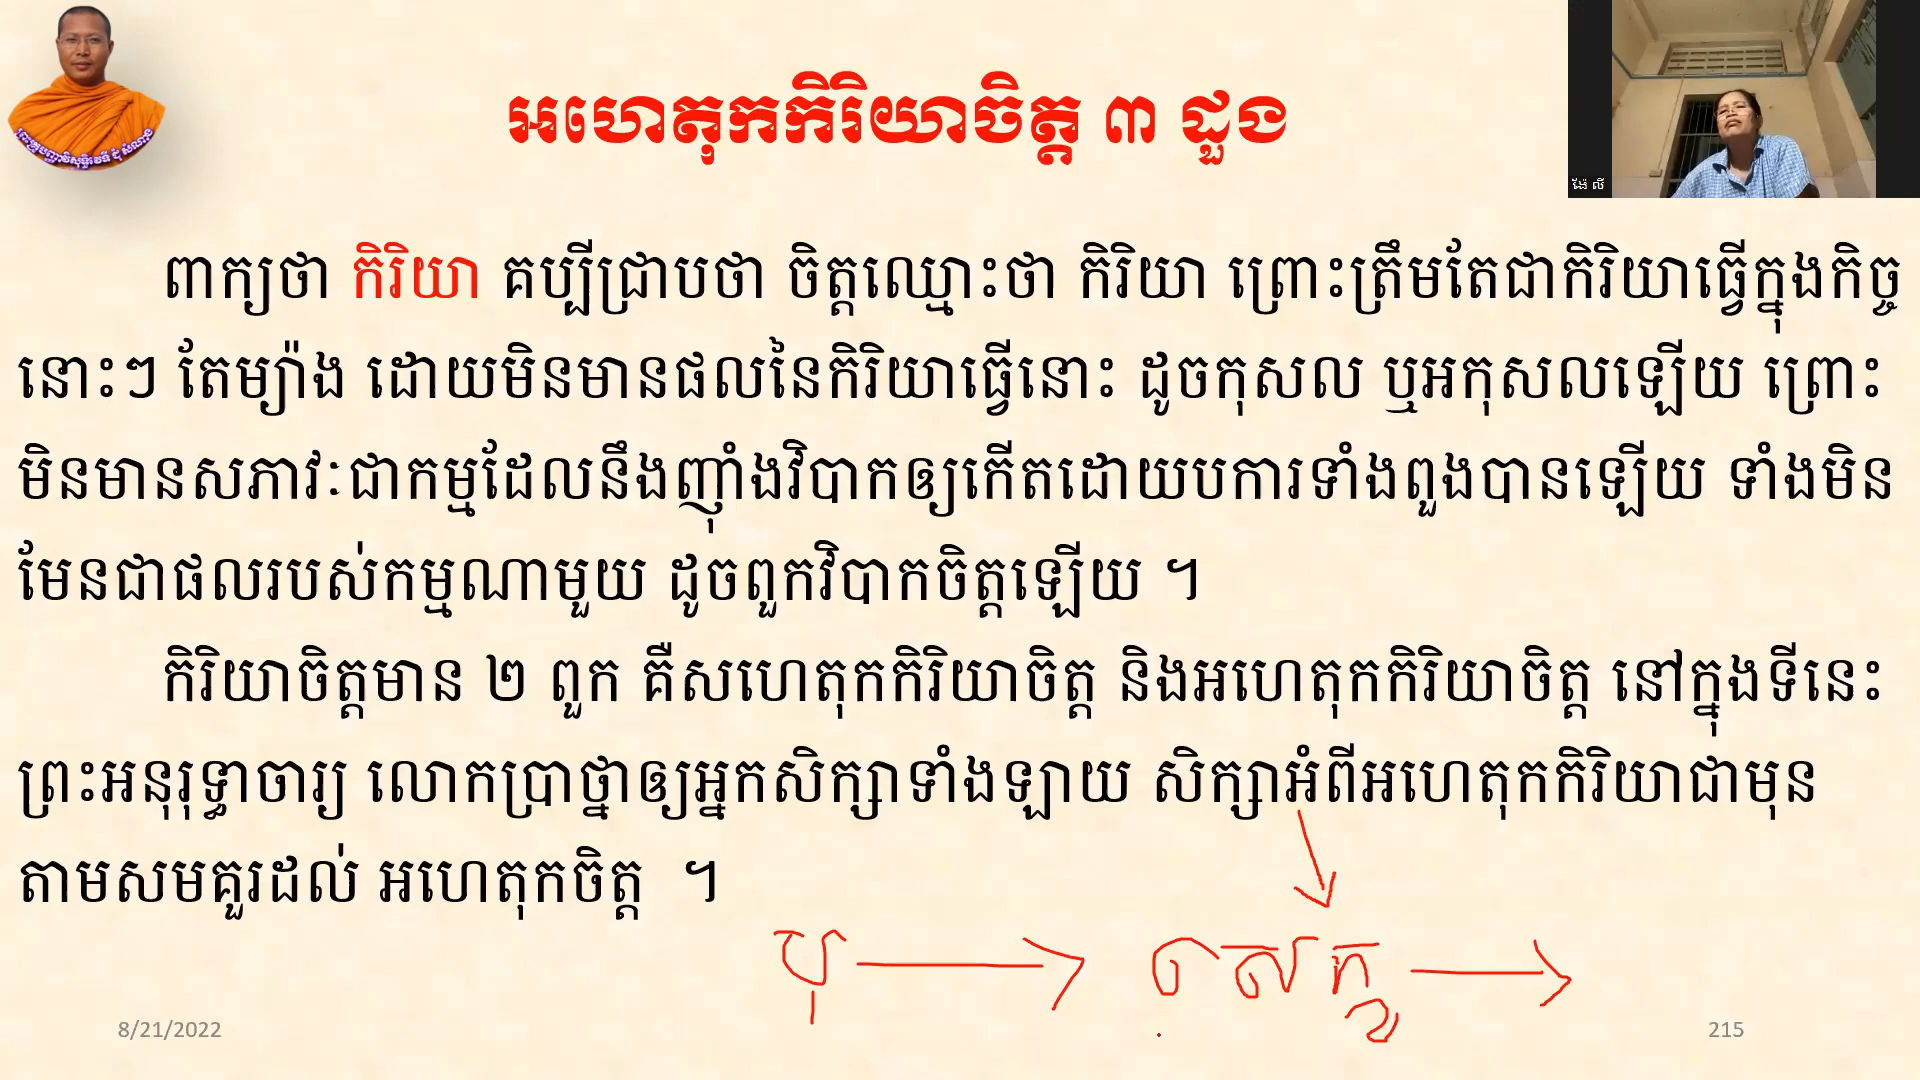 អហេតុកកិរិយាចិត្ត ៣ ដួង
ង៉ែ លី
ពាក្យថា កិរិយា គប្បីជ្រាបថា ចិត្តឈ្មោះថា កិរិយា ព្រោះត្រឹមតែជាកិរិយាធ្វើក្នុងកិច្ច
នោះៗ តែម្យ៉ាង ដោយមិនមានផលនៃកិរិយាធ្វើនោះ ដូចកុសល ឬអកុសលឡើយ ព្រោះ
មិនមានសភាវៈជាកម្មដែលនឹងញ៉ាំងវិបាកឲ្យកើតដោយបការទាំងពួងបានឡើយ ទាំងមិន
មែនជាផលរបស់កម្មណាមួយ ដូចពួកវិបាកចិត្តឡើយ ។
កិរិយាចិត្តមាន ២ ពួក គឺសហេតុកកិរិយាចិត្ត និងអហេតុកកិរិយាចិត្ត នៅក្នុងទីនេះ
ព្រះអនុរុទ្ធាចារ្យ លោកប្រាថ្នាឲ្យអ្នកសិក្សាទាំងឡាយ សិក្សាអំពីអហេតុកកិរិយាជាមុន
តាមសមគួរដល់ អហេតុកចិត្ត ។
8/21/2022
215